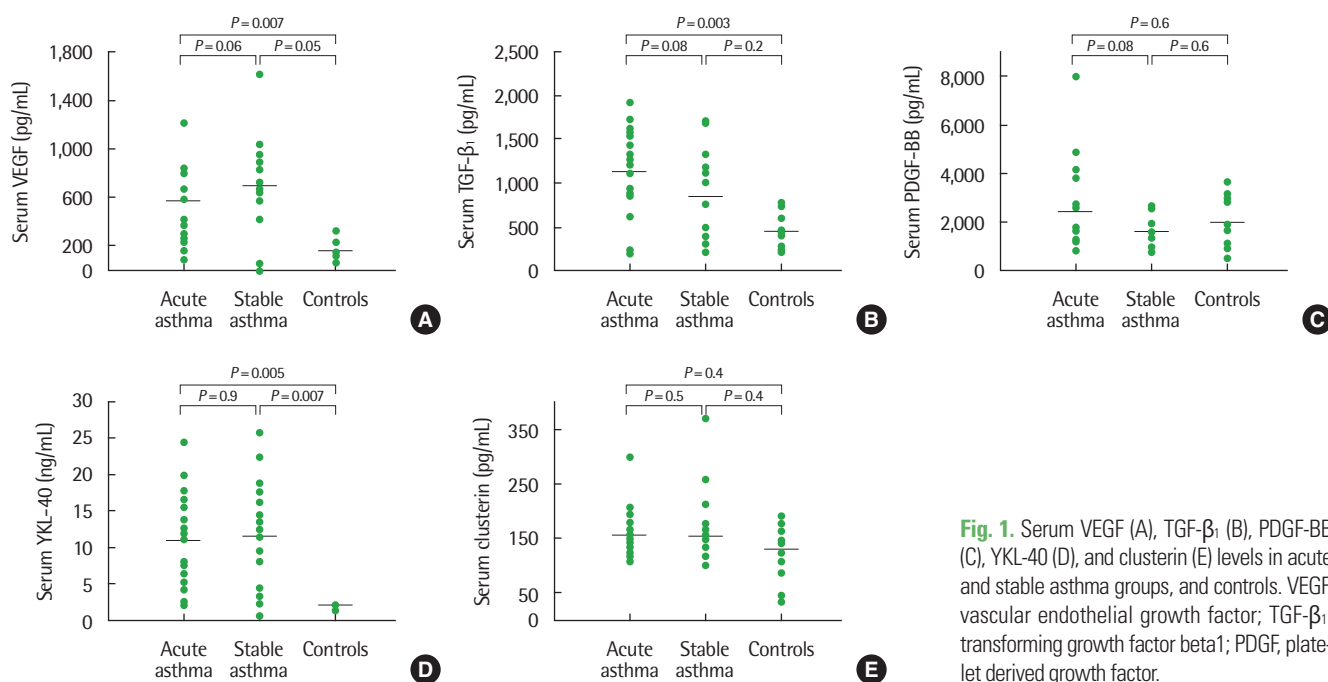 P = 0.007
P = 0.06 P = 0.05
Serum VEGF (pg/mL)
1,800
1,400
1,000
600
200
0
Acute asthma
Stable asthma
Controls
A
P = 0.003
P = 0.08 P = 0.2
Serum TGF-β1 (pg/mL)
2,500
2,000
1,500
1,000
500
0
Acute asthma
Stable asthma
Controls
B
P = 0.6
P = 0.08 P = 0.6
Serum PDGF-BB (pg/mL)
8,000
6,000
4,000
2,000
0
Acute asthma
Stable asthma
Controls
C
P = 0.005
P = 0.9 P = 0.007
Serum YKL-40 (ng/mL)
30
25
20
15
10
5
0
Acute asthma
Stable asthma
Controls
D
P = 0.4
P = 0.5 P = 0.4
Serum clusterin (pg/mL)
350
250
150
50
0
Acute asthma
Stable asthma
Controls
E
Fig. 1. Serum VEGF (A), TGF-β1 (B), PDGF-BB
(C), YKL-40 (D), and clusterin (E) levels in acute
and stable asthma groups, and controls. VEGF
vascular endothelial growth factor; TGF-β1
transforming growth factor beta1; PDGF, plate-
let derived growth factor.